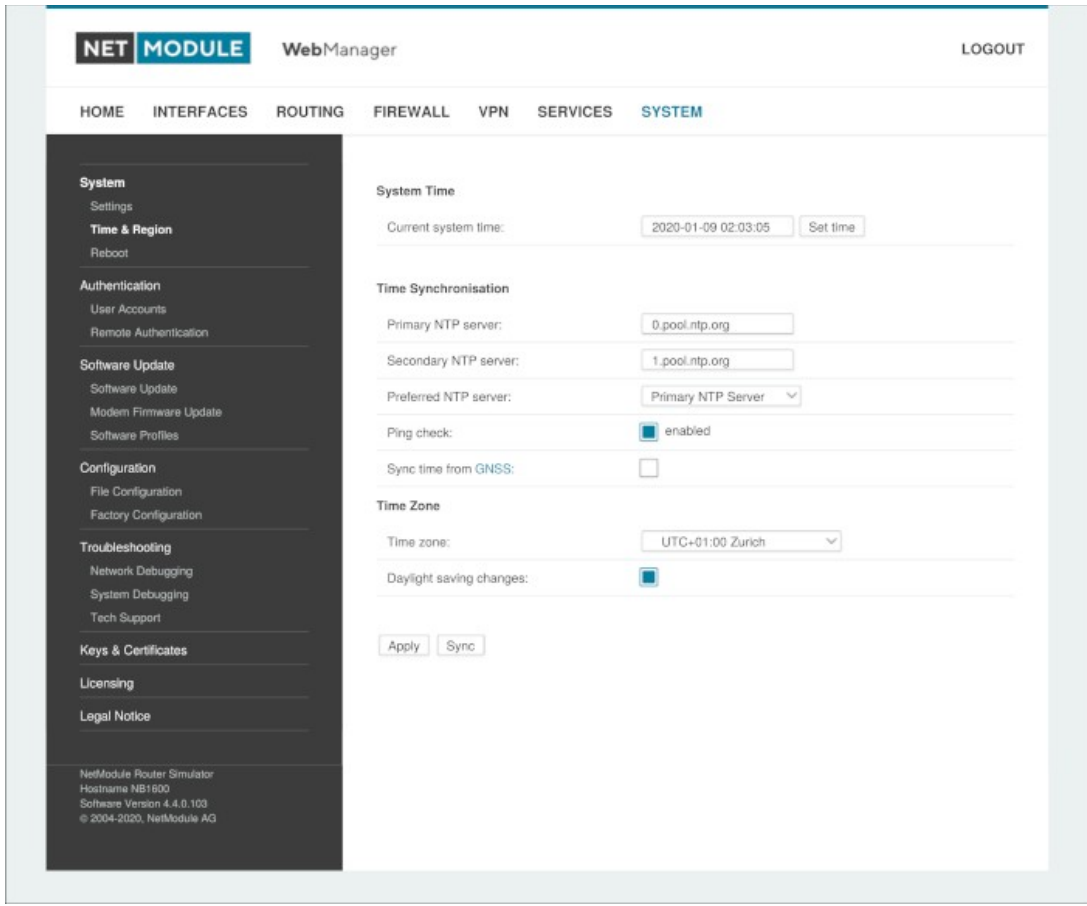 NET MODULE WebManager LOGOUT
HOME INTERFACES ROUTING FIREWALL VPN SERVICES SYSTEM
System
Settings
Time & Region
Reboot
Authentication
User Accounts
Remote Authentication
Software Update
Software Update
Modem Firmware Update
Software Profiles
Configuration
File Configuration
Factory Configuration
Troubleshooting
Network Debugging
System Debugging
Tech Support
Keys & Certificates
Licensing
Legal Notice
NetModule Router Simulator
Hostname NB1600
Software Version 4.4.0.103
© 2004-2020, NetModule AG
System Time
Current system time: 2020-01-09 02:03:05 Set time
Time Synchronisation
Primary NTP server: 0.pool.ntp.org
Secondary NTP server: 1.pool.ntp.org
Preferred NTP server: Primary NTP Server
Ping check: enabled
Sync time from GNSS:
Time Zone
Time zone: UTC+01:00 Zurich
Daylight saving changes:
Apply Sync